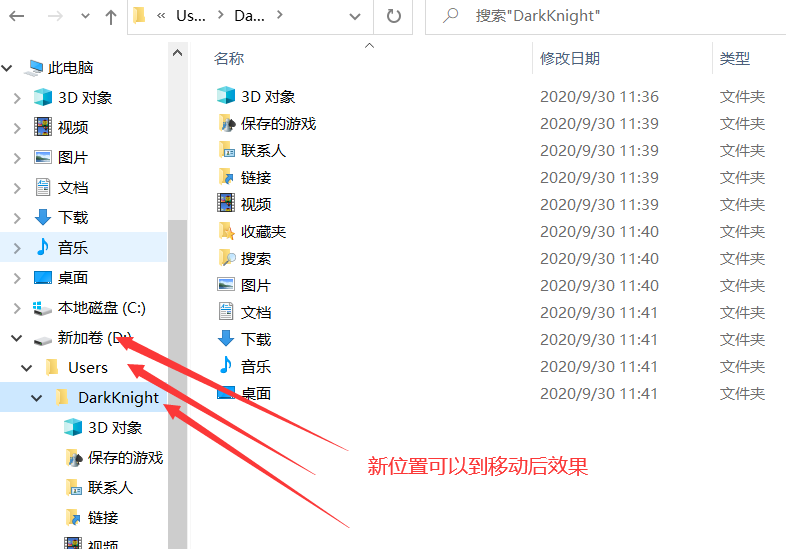 « Us... > Da... >
搜索"DarkKnight"
名称 修改日期 类型
此电脑
3D 对象
视频
图片
文档
下载
音乐
桌面
本地磁盘 (C:)
新加卷 (D:)
Users
DarkKnight
3D 对象
保存的游戏
联系人
链接
视频
3D 对象 2020/9/30 11:36 文件夹
保存的游戏 2020/9/30 11:39 文件夹
联系人 2020/9/30 11:39 文件夹
链接 2020/9/30 11:39 文件夹
视频 2020/9/30 11:39 文件夹
收藏夹 2020/9/30 11:40 文件夹
搜索 2020/9/30 11:40 文件夹
图片 2020/9/30 11:40 文件夹
文档 2020/9/30 11:41 文件夹
下载 2020/9/30 11:41 文件夹
音乐 2020/9/30 11:41 文件夹
桌面 2020/9/30 11:41 文件夹
新位置可以到移动后效果